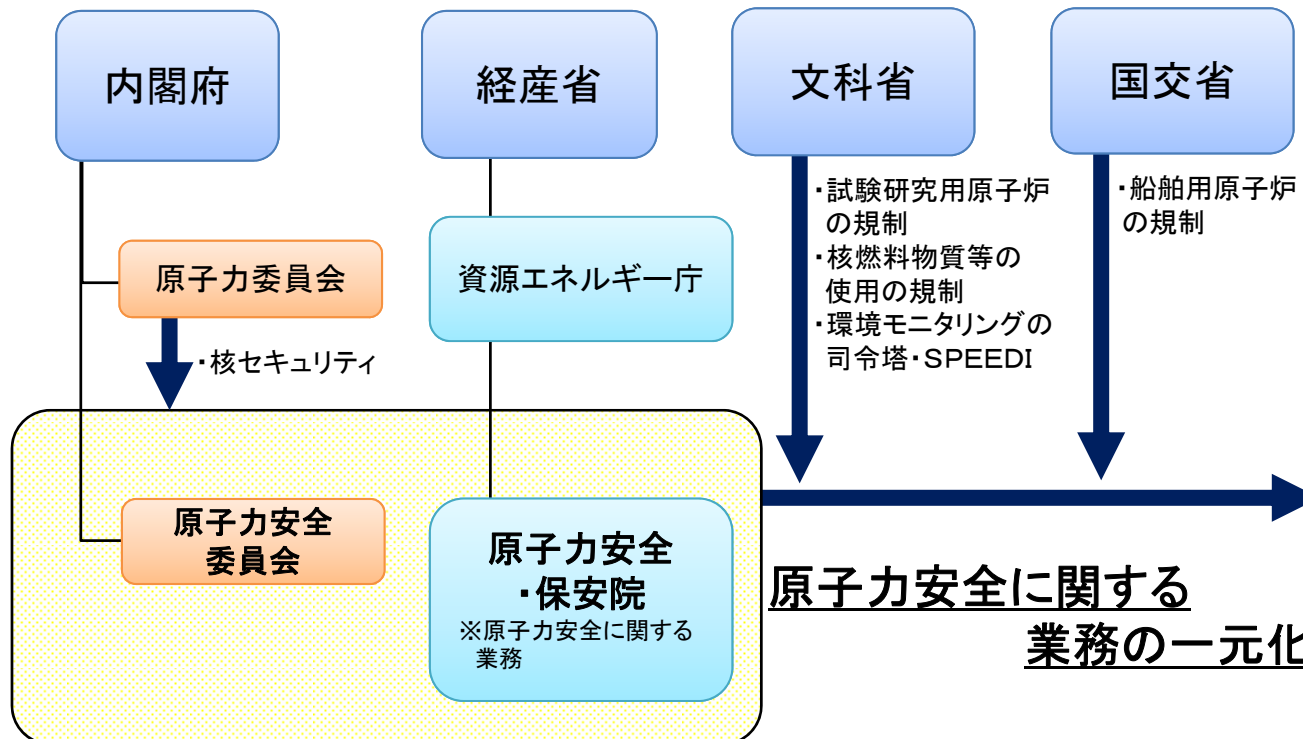 内閣府
経産省
文科省
国交省
・試験研究用原子炉
の規制
・核燃料物質等の
使用の規制
・環境モニタリングの
司令塔・SPEEDI
・船舶用原子炉
の規制
原子力委員会
資源エネルギー庁
・核セキュリティ
原子力安全
委員会
原子力安全
・保安院
※原子力安全に関する
業務
原子力安全に関する
業務の一元化